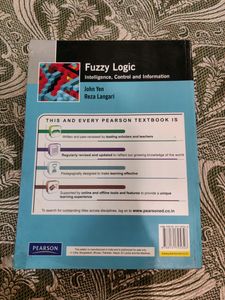 Fuzzy Logic
Intelligence, Control and Information
John Yen
Reza Langari
THIS AND EVERY PEARSON TEXTBOOK IS
Written and peer-reviewed by leading scholars and teachers
Regularly revised and updated to reflect our growing knowledge of the world
Pedagogically designed to make learning effective
Supported by online and offline tools and features to provide a unique
learning experience
To search for outstanding titles across disciplines, log on to www.pearsoned.co.in
PEARSON